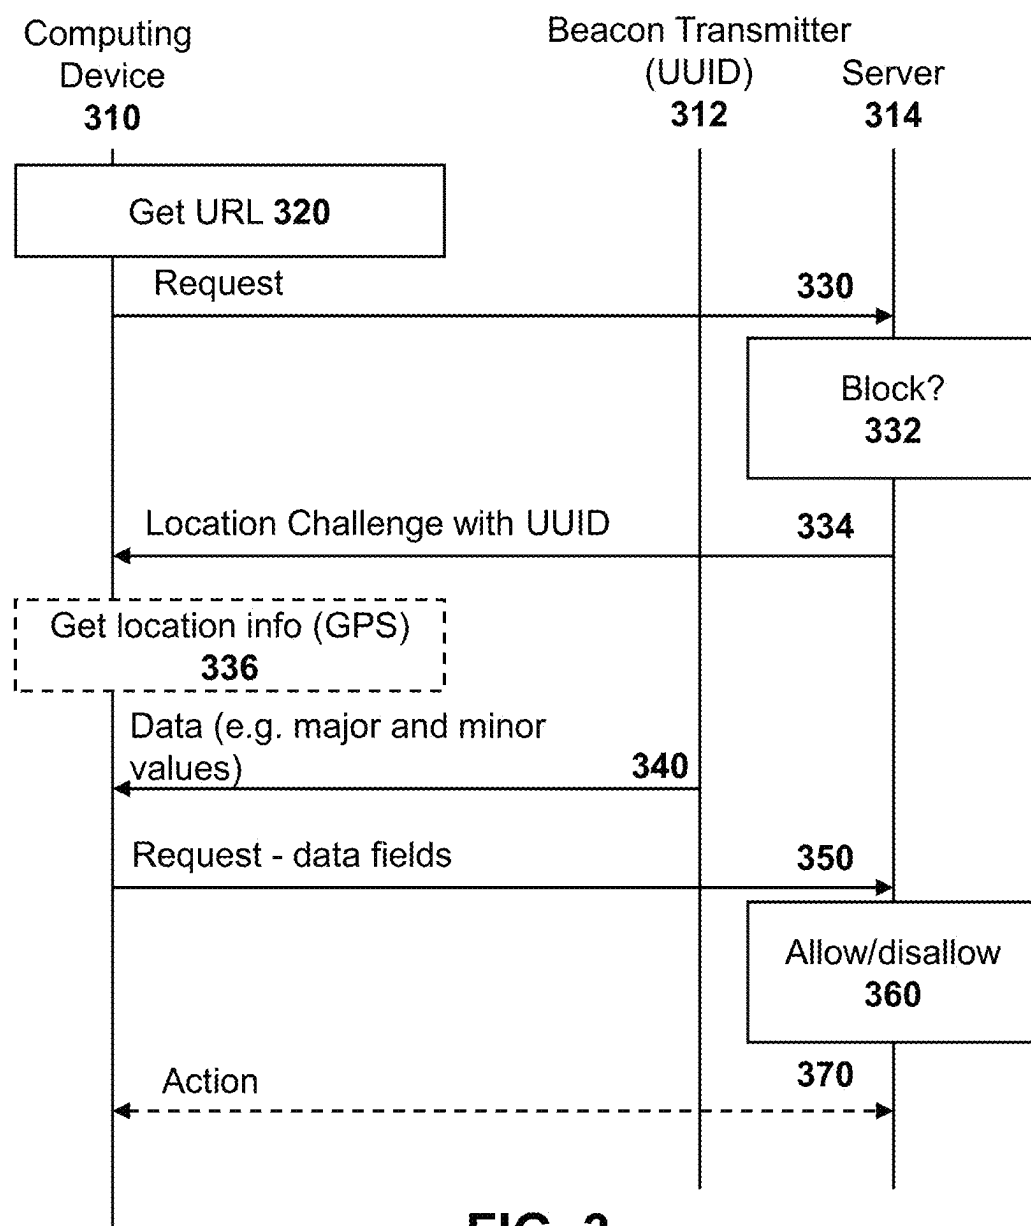 Computing
Device
310
Beacon Transmitter
(UUID)
312
Server
314
Get URL 320
Request
330
Block?
332
Location Challenge with UUID
334
Get location info (GPS)
336
Data (e.g. major and minor
values)
340
Request - data fields
350
Allow/disallow
360
Action
370